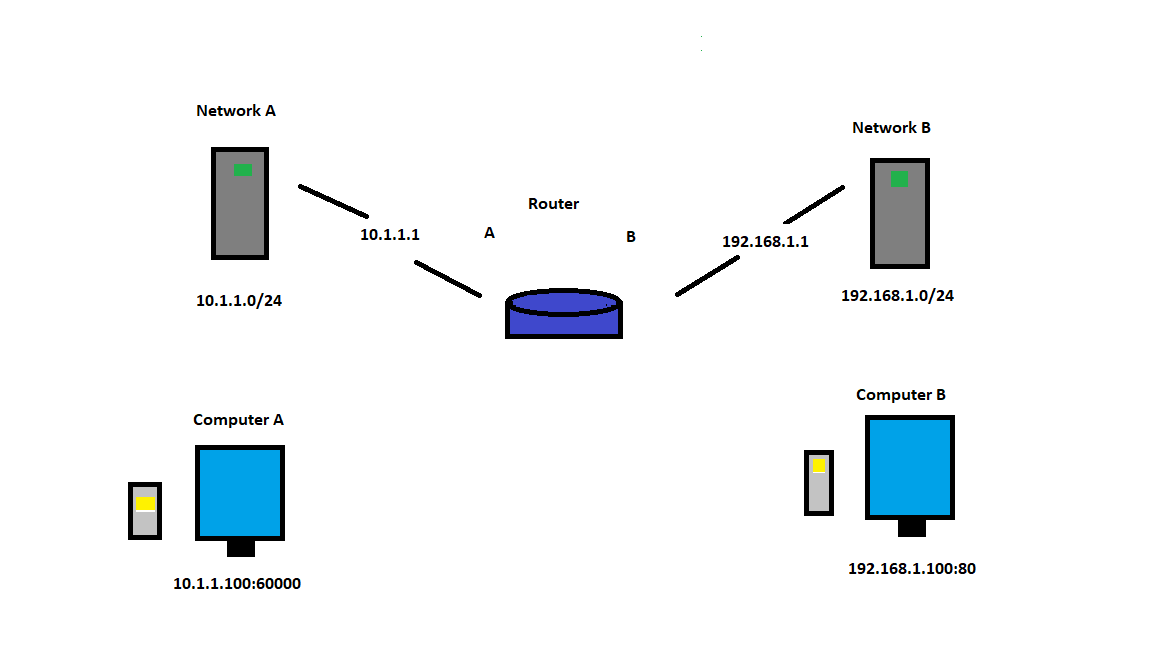 Network A
Network B
Router
10.1.1.1
A
B
192.168.1.1
10.1.1.0/24
192.168.1.0/24
Computer A
Computer B
10.1.1.100:60000
192.168.1.100:80